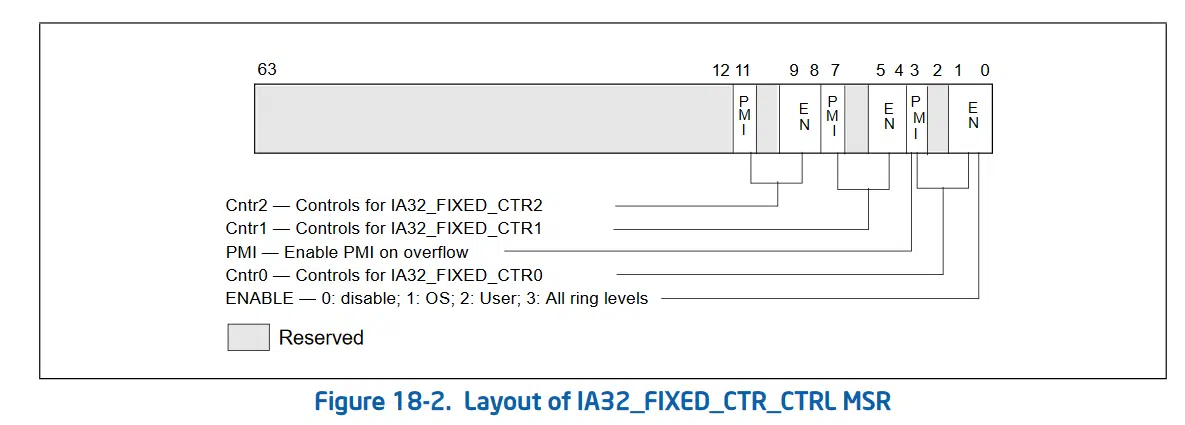 63 12 11 9 8 7 5 4 3 2 1 0
PMI EN PMI EN PMI EN
Cntr2 — Controls for IA32_FIXED_CTR2
Cntr1 — Controls for IA32_FIXED_CTR1
PMI — Enable PMI on overflow
Cntr0 — Controls for IA32_FIXED_CTR0
ENABLE — 0: disable; 1: OS; 2: User; 3: All ring levels
Reserved
Figure 18-2. Layout of IA32_FIXED_CTR_CTRL MSR